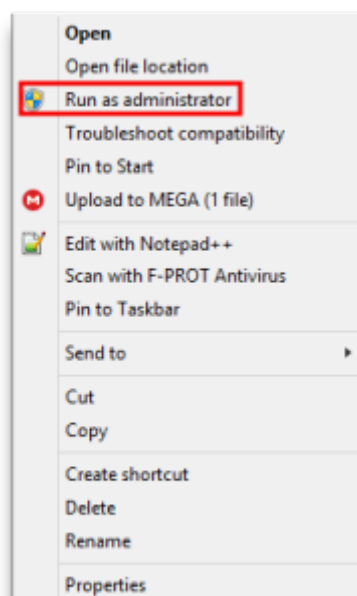 Open
Open file location
Run as administrator
Troubleshoot compatibility
Pin to Start
Upload to MEGA (1 file)
Edit with Notepad++
Scan with F-PROT Antivirus
Pin to Taskbar
Send to
Cut
Copy
Create shortcut
Delete
Rename
Properties